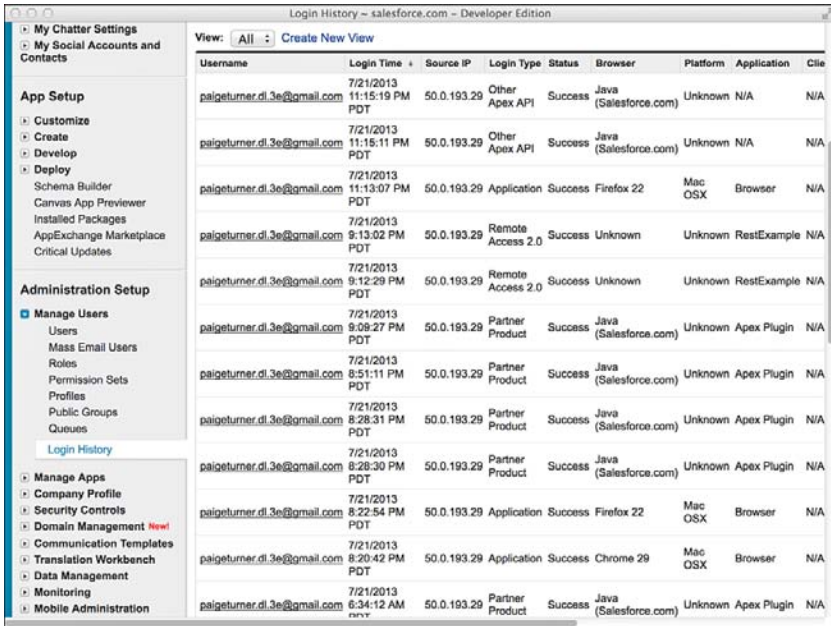 Login History ~ salesforce.com – Developer Edition
My Chatter Settings
My Social Accounts and
Contacts
App Setup
Customize
Create
Develop
Deploy
Schema Builder
Canvas App Previewer
Installed Packages
AppExchange Marketplace
Critical Updates
Administration Setup
Manage Users
Users
Mass Email Users
Roles
Permission Sets
Profiles
Public Groups
Queues
Login History
Manage Apps
Company Profile
Security Controls
Domain Management New!
Communication Templates
Translation Workbench
Data Management
Monitoring
Mobile Administration
View: All Create New View
Username Login Time Source IP Login Type Status Browser Platform Application Clie
paigeturner.dl.3e@gmail.com 7/21/2013 11:15:19 PM PDT 50.0.193.29 Other Apex API Success Java (Salesforce.com) Unknown N/A N/A
paigeturner.dl.3e@gmail.com 7/21/2013 11:15:11 PM PDT 50.0.193.29 Other Apex API Success Java (Salesforce.com) Unknown N/A N/A
paigeturner.dl.3e@gmail.com 7/21/2013 11:13:07 PM PDT 50.0.193.29 Application Success Firefox 22 Mac OSX Browser N/A
paigeturner.dl.3e@gmail.com 7/21/2013 9:13:02 PM PDT 50.0.193.29 Remote Access 2.0 Success Unknown Unknown RestExample N/A
paigeturner.dl.3e@gmail.com 7/21/2013 9:12:29 PM PDT 50.0.193.29 Remote Access 2.0 Success Unknown Unknown RestExample N/A
paigeturner.dl.3e@gmail.com 7/21/2013 9:09:27 PM PDT 50.0.193.29 Partner Product Success Java (Salesforce.com) Unknown Apex Plugin N/A
paigeturner.dl.3e@gmail.com 7/21/2013 8:51:11 PM PDT 50.0.193.29 Partner Product Success Java (Salesforce.com) Unknown Apex Plugin N/A
paigeturner.dl.3e@gmail.com 7/21/2013 8:28:31 PM PDT 50.0.193.29 Partner Product Success Java (Salesforce.com) Unknown Apex Plugin N/A
paigeturner.dl.3e@gmail.com 7/21/2013 8:28:30 PM PDT 50.0.193.29 Partner Product Success Java (Salesforce.com) Unknown Apex Plugin N/A
paigeturner.dl.3e@gmail.com 7/21/2013 8:22:54 PM PDT 50.0.193.29 Application Success Firefox 22 Mac OSX Browser N/A
paigeturner.dl.3e@gmail.com 7/21/2013 8:20:42 PM PDT 50.0.193.29 Application Success Chrome 29 Mac OSX Browser N/A
paigeturner.dl.3e@gmail.com 7/21/2013 6:34:12 AM PDT 50.0.193.29 Partner Product Success Java (Salesforce.com) Unknown Apex Plugin N/A